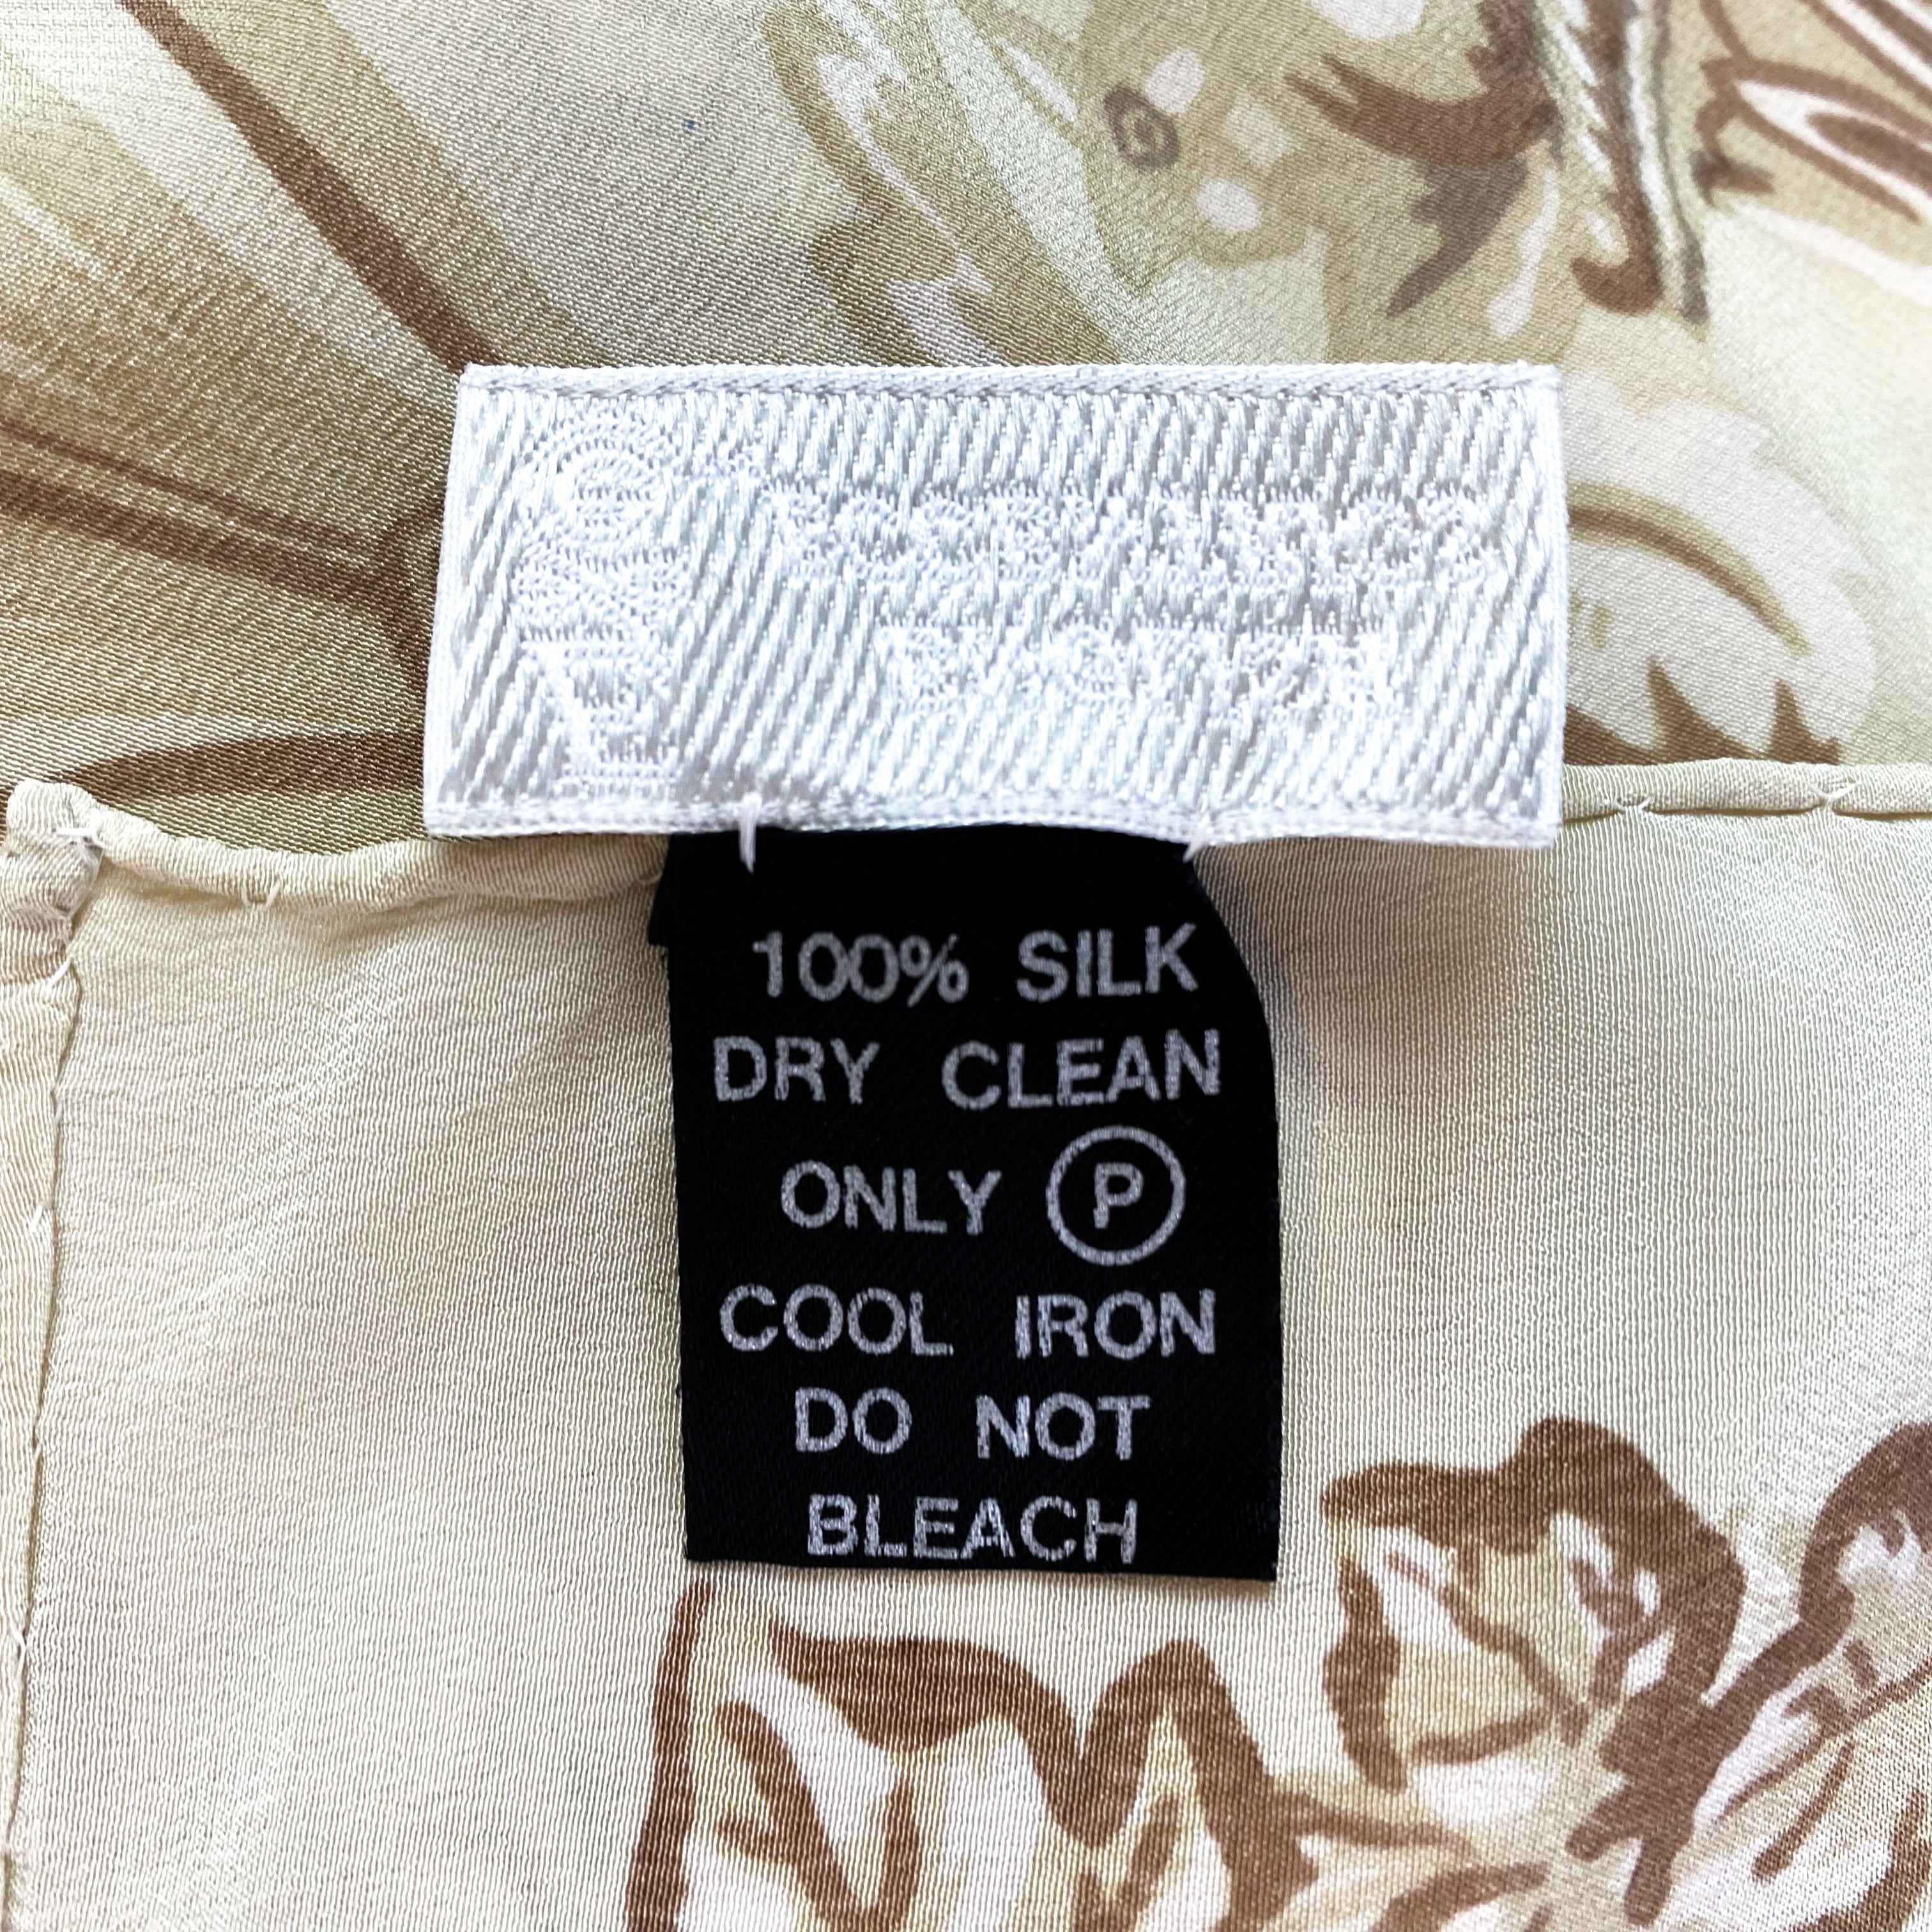 100% SILK
DRY CLEAN
ONLY P
COOL IRON
DO NOT
BLEACH